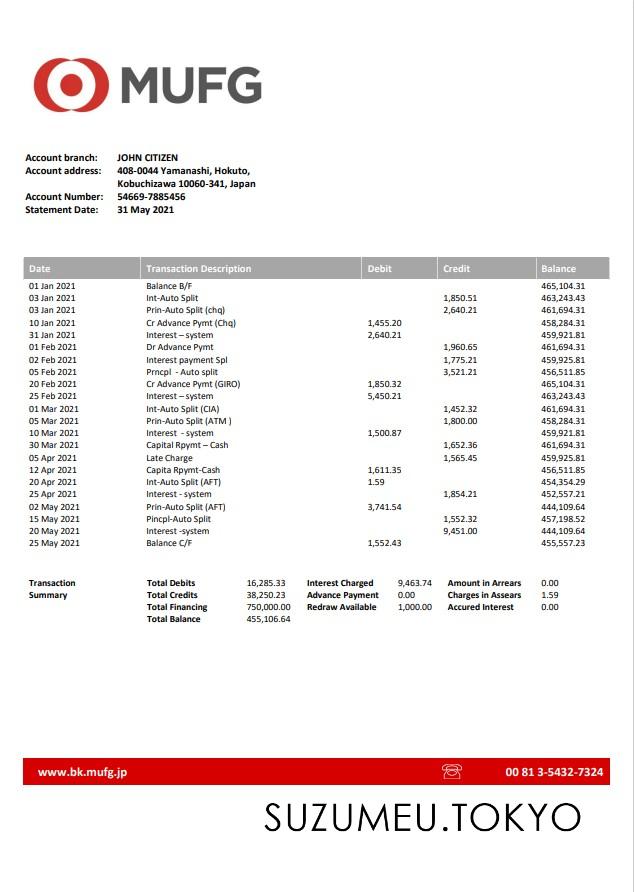 MUFG
Account branch: JOHN CITIZEN
Account address: 408-0044 Yamanashi, Hokuto,
Kobuchizawa 10060-341, Japan
Account Number: 54669-7885456
Statement Date: 31 May 2021
Date Transaction Description Debit Credit Balance
01 Jan 2021 Balance B/F 465,104.31
03 Jan 2021 Int-Auto Split 1,850.51 463,243.43
03 Jan 2021 Prin-Auto Split (chq) 2,640.21 461,694.31
10 Jan 2021 Cr Advance Pymt (Chq) 1,455.20 458,284.31
31 Jan 2021 Interest – system 2,640.21 459,921.81
01 Feb 2021 Dr Advance Pymt 1,960.65 461,694.31
02 Feb 2021 Interest payment Spl 1,775.21 459,925.81
05 Feb 2021 Prncpl - Auto split 3,521.21 456,511.85
20 Feb 2021 Cr Advance Pymt (GIRO) 1,850.32 465,104.31
25 Feb 2021 Interest – system 5,450.21 463,243.43
01 Mar 2021 Int-Auto Split (CIA) 1,452.32 461,694.31
05 Mar 2021 Prin-Auto Split (ATM ) 1,800.00 458,284.31
10 Mar 2021 Interest - system 1,500.87 459,921.81
30 Mar 2021 Capital Rpymt – Cash 1,652.36 461,694.31
05 Apr 2021 Late Charge 1,565.45 459,925.81
12 Apr 2021 Capita Rpymt-Cash 1,611.35 456,511.85
20 Apr 2021 Int-Auto Split (AFT) 1.59 454,354.29
25 Apr 2021 Interest - system 1,854.21 452,557.21
02 May 2021 Prin-Auto Split (AFT) 3,741.54 444,109.64
15 May 2021 Pincpl-Auto Split 1,552.32 457,198.52
20 May 2021 Interest -system 9,451.00 444,109.64
25 May 2021 Balance C/F 1,552.43 455,557.23
Transaction Total Debits 16,285.33 Interest Charged 9,463.74 Amount in Arrears 0.00
Summary Total Credits 38,250.23 Advance Payment 0.00 Charges in Assears 1.59
Total Financing 750,000.00 Redraw Available 1,000.00 Accured Interest 0.00
Total Balance 455,106.64
www.bk.mufg.jp 00 81 3-5432-7324
SUZUMEU.TOKYO